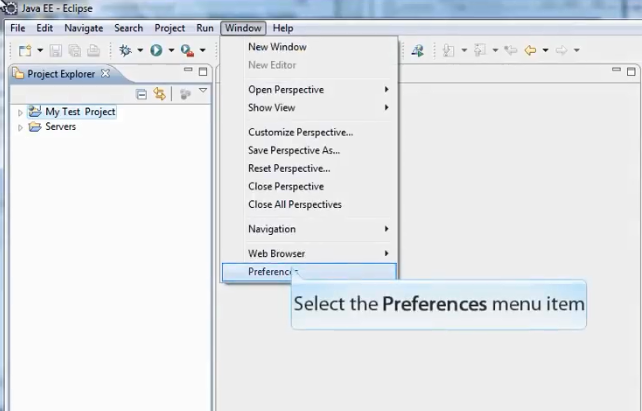 Java EE - Eclipse
File Edit Navigate Search Project Run Window Help
Project Explorer
My Test Project
Servers
New Window
New Editor
Open Perspective
Show View
Customize Perspective...
Save Perspective As...
Reset Perspective...
Close Perspective
Close All Perspectives
Navigation
Web Browser
Preferences
Select the Preferences menu item